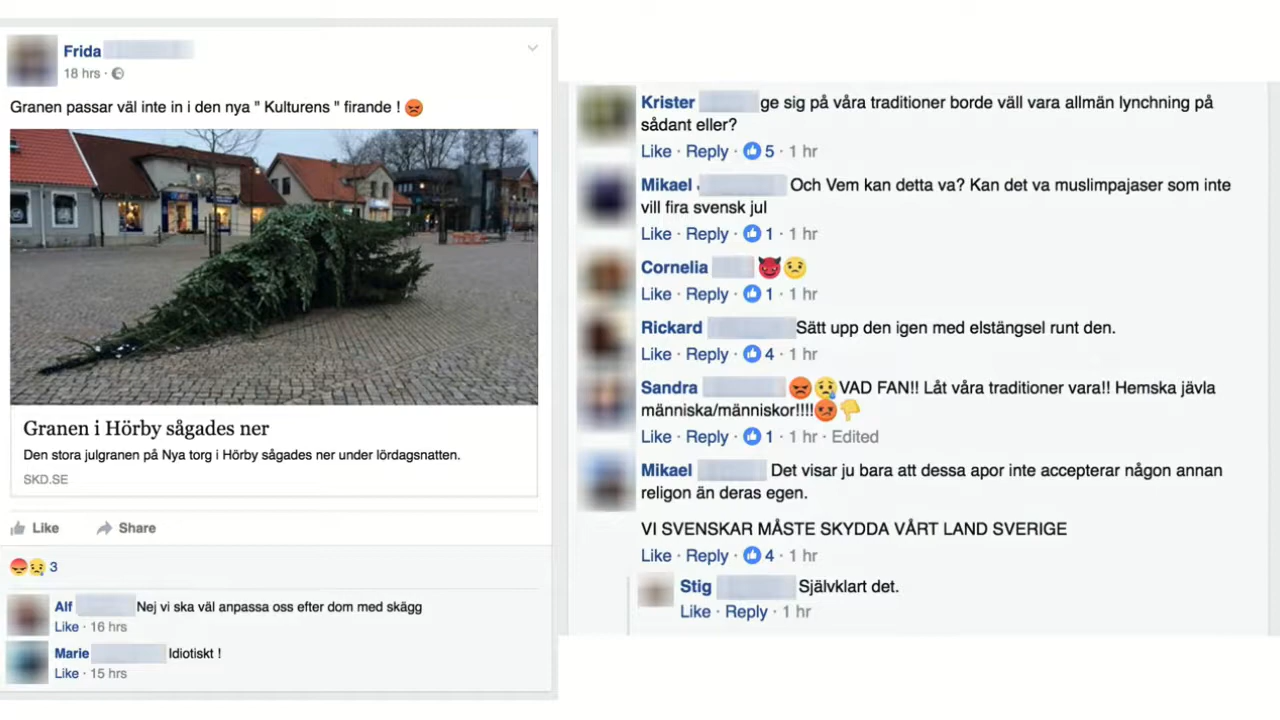 Frida
18 hrs ·
Granen passar väl inte in i den nya " Kulturens " firande ! 😡
Granen i Hörby sågades ner
Den stora julgranen på Nya torg i Hörby sågades ner under lördagsnatten.
SKD.SE
Like Share
3
Alf Nej vi ska väl anpassa oss efter dom med skägg
Like · 16 hrs
Marie Idiotiskt !
Like · 15 hrs
Krister ge sig på våra traditioner borde väll vara allmän lynchning på
sådant eller?
Like · Reply · 5 · 1 hr
Mikael Och Vem kan detta va? Kan det va muslimpajaser som inte
vill fira svensk jul
Like · Reply · 1 · 1 hr
Cornelia 😈😟
Like · Reply · 1 · 1 hr
Rickard Sätt upp den igen med elstängsel runt den.
Like · Reply · 4 · 1 hr
Sandra 😡😢VAD FAN!! Låt våra traditioner vara!! Hemska jävla
människa/människor!!!!😡👎
Like · Reply · 1 · 1 hr · Edited
Mikael Det visar ju bara att dessa apor inte accepterar någon annan
religon än deras egen.
VI SVENSKAR MÅSTE SKYDDA VÅRT LAND SVERIGE
Like · Reply · 4 · 1 hr
Stig Självklart det.
Like · Reply · 1 hr